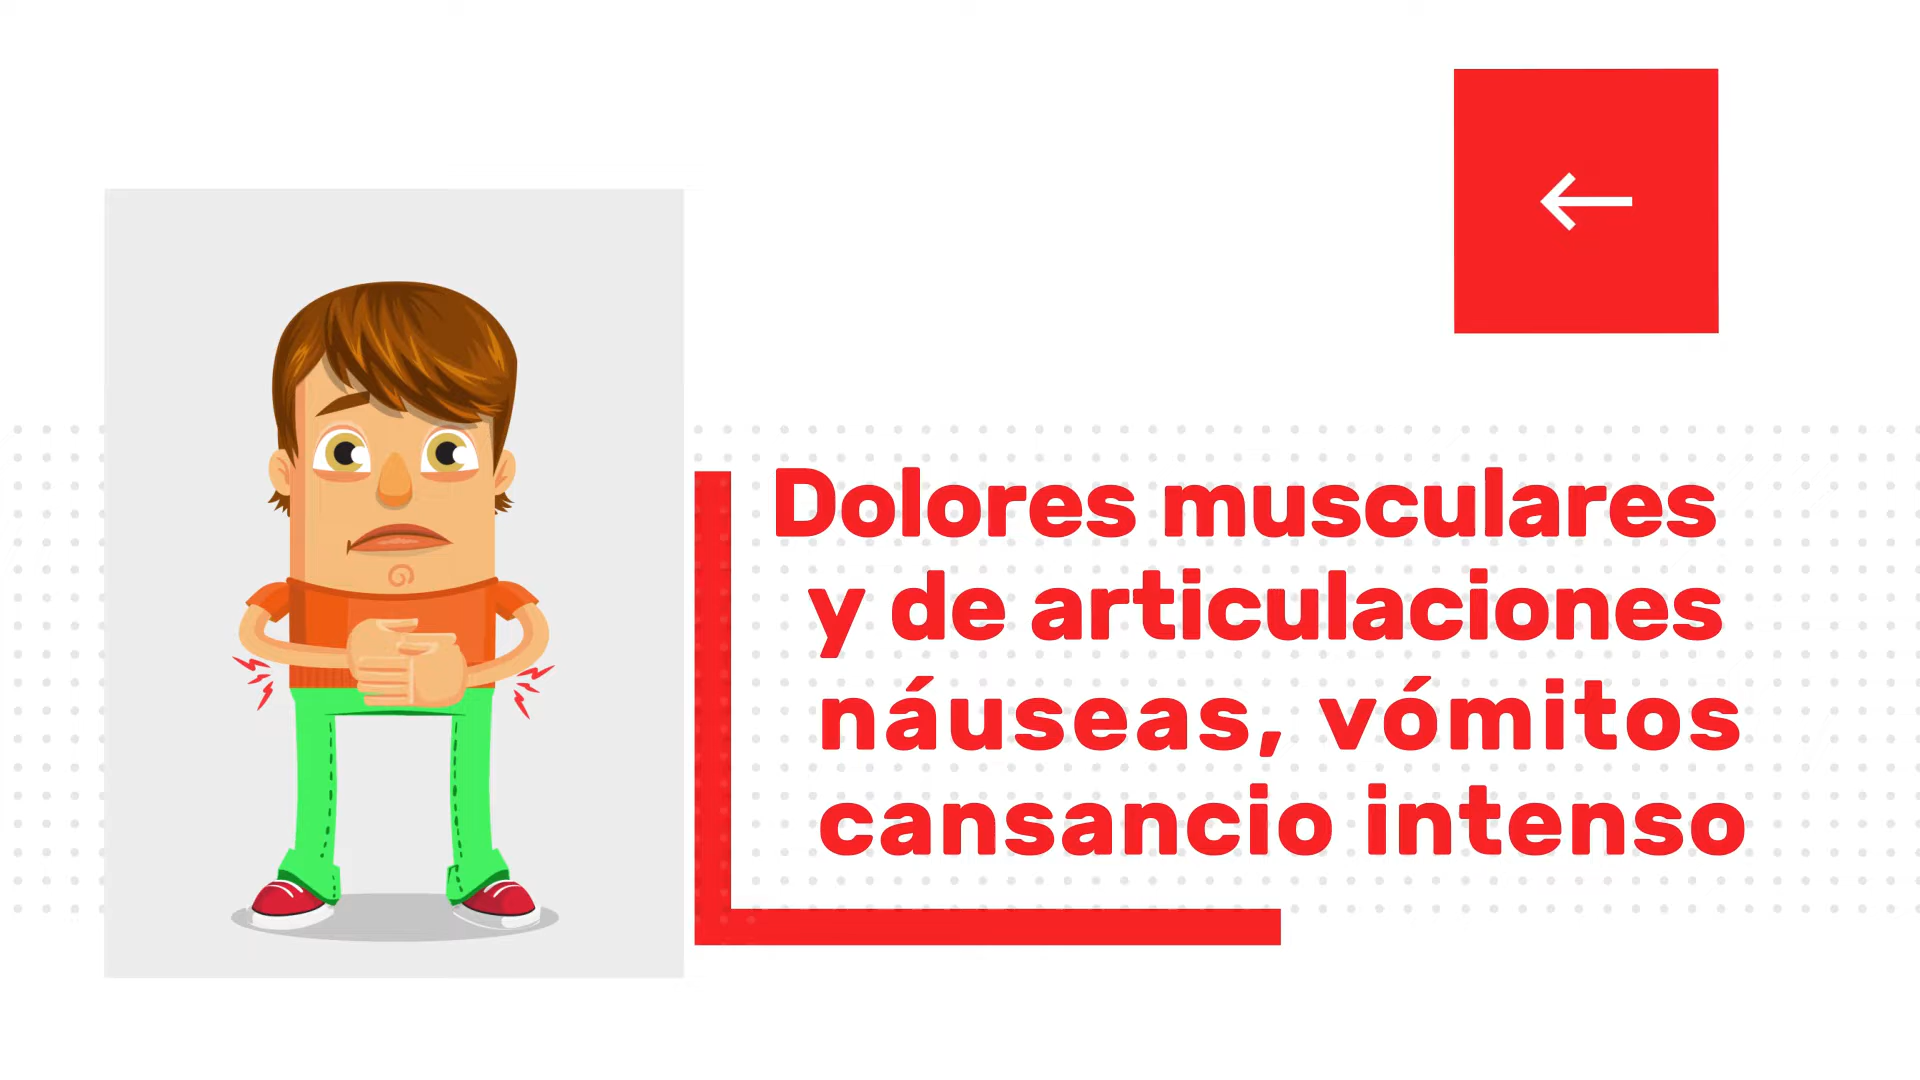 Dolores musculares
y de articulaciones
náuseas, vómitos
cansancio intenso